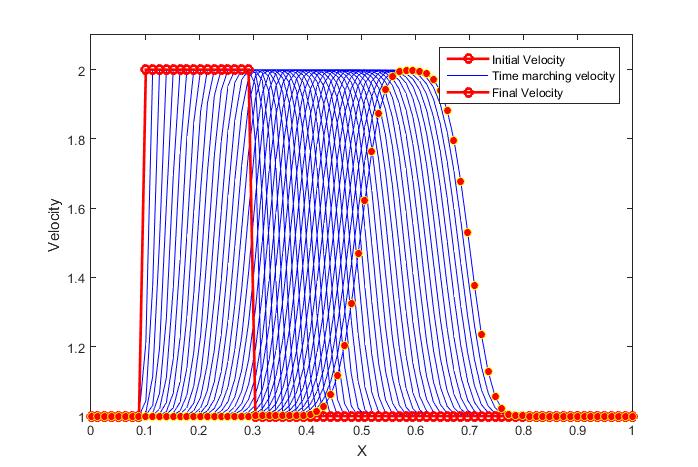 Initial Velocity
Time marching velocity
Final Velocity
2
1.8
1.6
1.4
1.2
1
Velocity
0 0.1 0.2 0.3 0.4 0.5 0.6 0.7 0.8 0.9 1
X